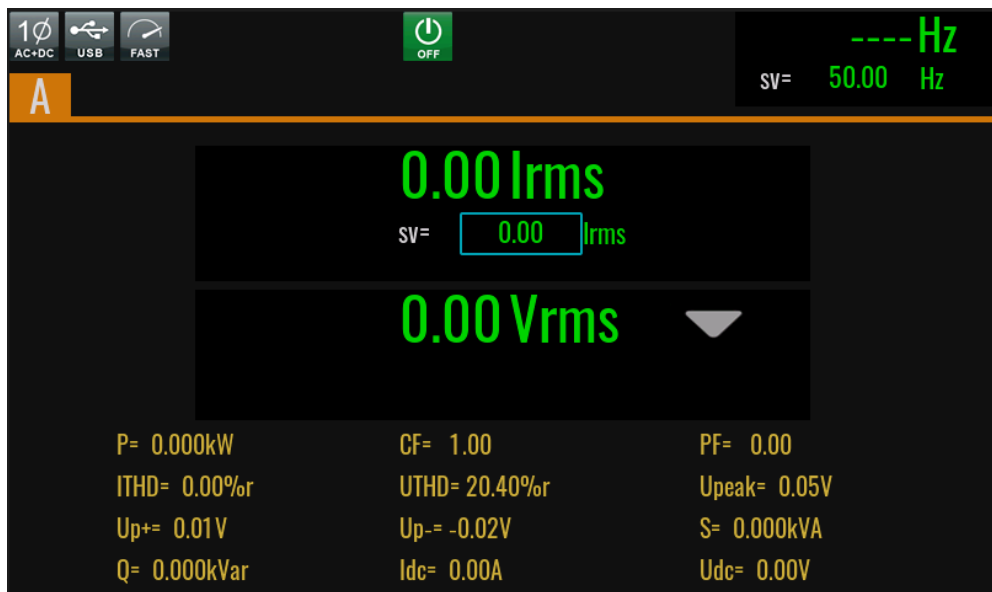 1Ø AC+DC USB FAST OFF ---- Hz
sv= 50.00 Hz
A
0.00 Irms
sv= 0.00 Irms
0.00 Vrms
P= 0.000kW CF= 1.00 PF= 0.00
ITHD= 0.00%r UTHD= 20.40%r Upeak= 0.05V
Up+= 0.01V Up-= -0.02V S= 0.000kVA
Q= 0.000kVar Idc= 0.00A Udc= 0.00V